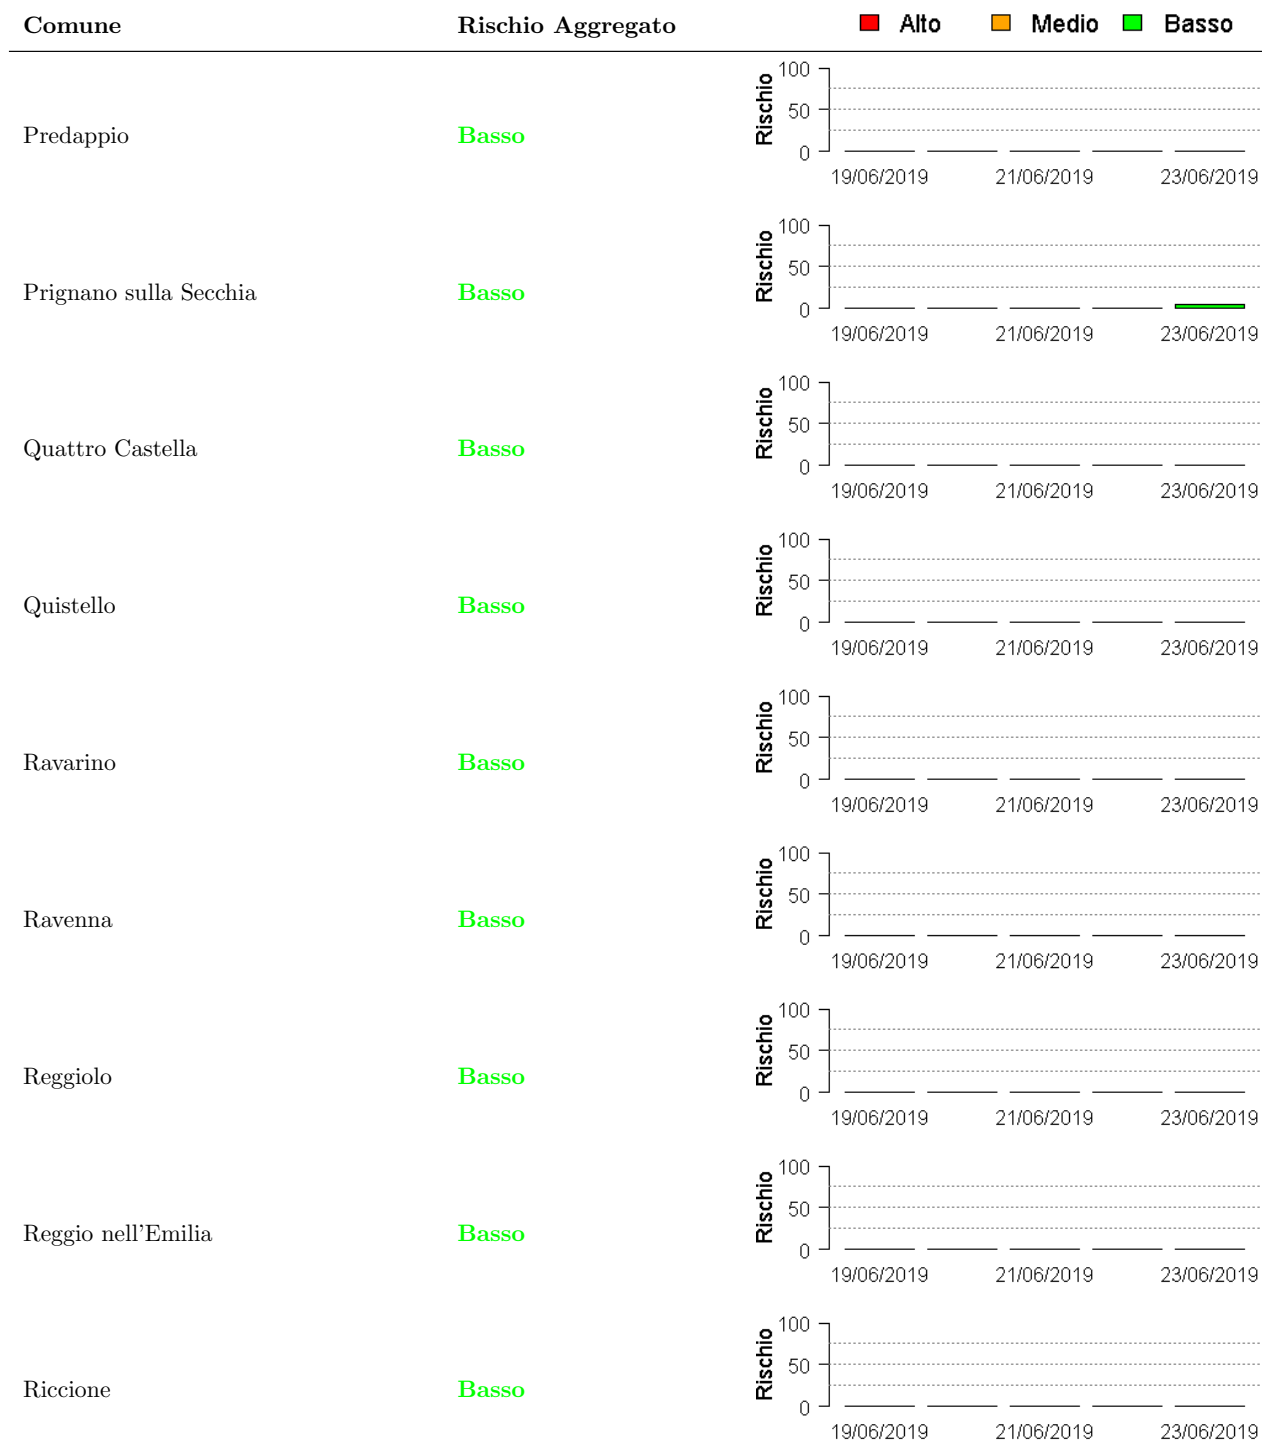 Comune Rischio Aggregato Alto Medio Basso
Predappio Basso Rischio 100 50 0
19/06/2019 21/06/2019 23/06/2019
Prignano sulla Secchia Basso Rischio 100 50 0
19/06/2019 21/06/2019 23/06/2019
Quattro Castella Basso Rischio 100 50 0
19/06/2019 21/06/2019 23/06/2019
Quistello Basso Rischio 100 50 0
19/06/2019 21/06/2019 23/06/2019
Ravarino Basso Rischio 100 50 0
19/06/2019 21/06/2019 23/06/2019
Ravenna Basso Rischio 100 50 0
19/06/2019 21/06/2019 23/06/2019
Reggiolo Basso Rischio 100 50 0
19/06/2019 21/06/2019 23/06/2019
Reggio nell'Emilia Basso Rischio 100 50 0
19/06/2019 21/06/2019 23/06/2019
Riccione Basso Rischio 100 50 0
19/06/2019 21/06/2019 23/06/2019